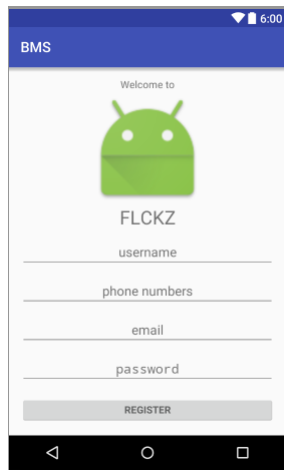 6:00
BMS
Welcome to
FLCKZ
username
phone numbers
email
password
REGISTER